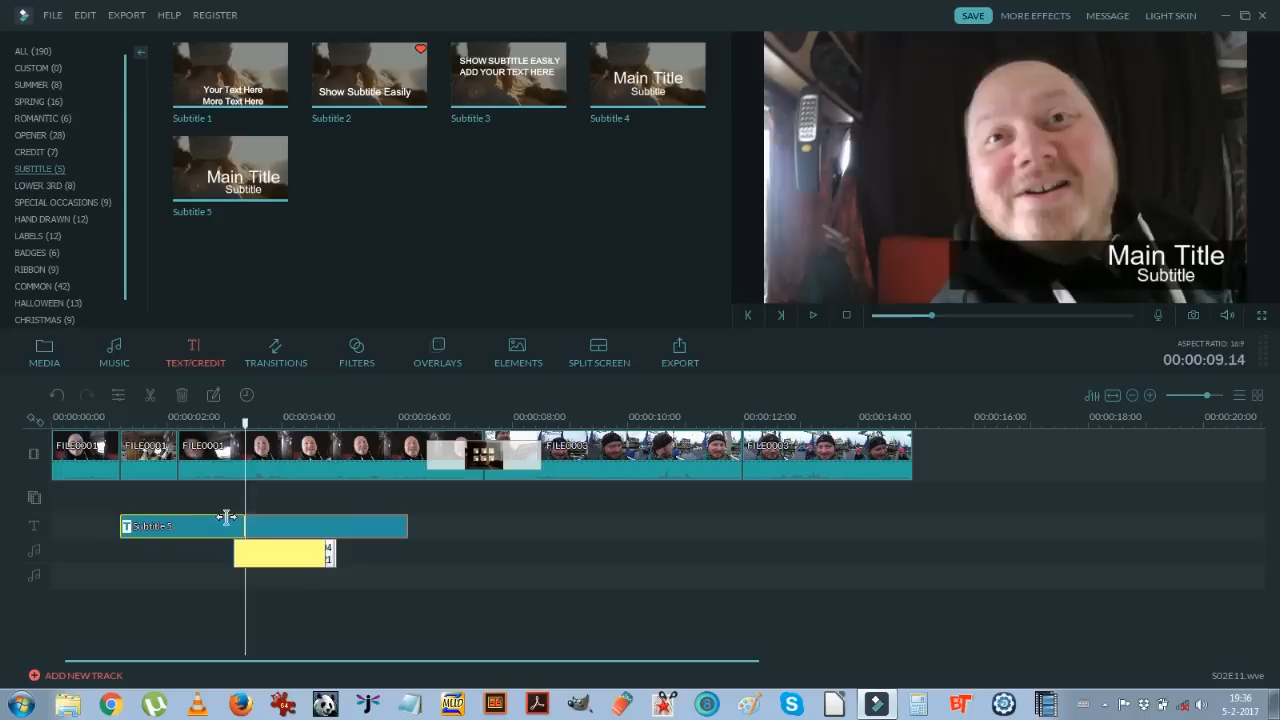 FILE EDIT EXPORT HELP REGISTER
SAVE MORE EFFECTS MESSAGE LIGHT SKIN
ALL (190)
CUSTOM (0)
SUMMER (8)
SPRING (16)
ROMANTIC (6)
OPENER (28)
CREDIT (7)
SUBTITLE (5)
LOWER 3RD (8)
SPECIAL OCCASIONS (9)
HAND DRAWN (12)
LABELS (12)
BADGES (6)
RIBBON (9)
COMMON (42)
HALLOWEEN (13)
CHRISTMAS (9)
Your Text Here
More Text Here
Subtitle 1
Show Subtitle Easily
Subtitle 2
SHOW SUBTITLE EASILY
ADD YOUR TEXT HERE
Subtitle 3
Main Title
Subtitle
Subtitle 4
Main Title
Subtitle
Subtitle 5
Main Title
Subtitle
MEDIA MUSIC TEXT/CREDIT TRANSITIONS FILTERS OVERLAYS ELEMENTS SPLIT SCREEN EXPORT
ASPECT RATIO: 16:9
00:00:09.14
00:00:00:00 00:00:02:00 00:00:04:00 00:00:06:00 00:00:08:00 00:00:10:00 00:00:12:00 00:00:14:00 00:00:16:00 00:00:18:00 00:00:20:00
FILE0001 FILE0001 FILE0001 FILE0003 FILE0003
T Subtitle 5
ADD NEW TRACK
S02E11.wve
19:36
5-2-2017